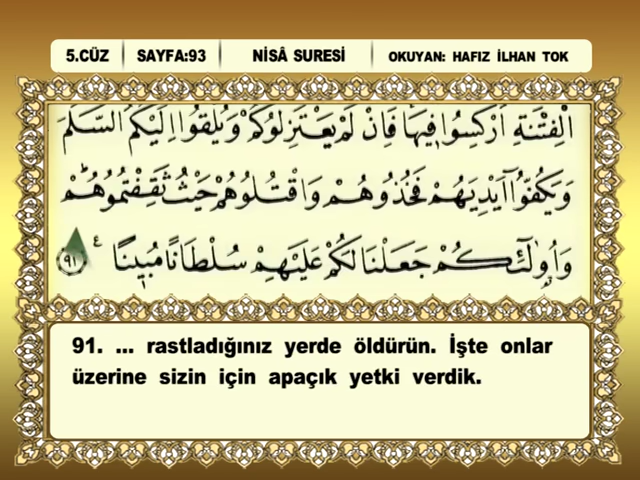 5.CÜZ SAYFA:93 NİSÂ SURESİ OKUYAN: HAFIZ İLHAN TOK
الْفِتْنَةِ اُرْكِسُوا فٖيهَاۚ فَاِنْ لَمْ يَعْتَزِلُوكُمْ وَيُلْقُٓوا اِلَيْكُمُ السَّلَمَ
وَيَكُفُّٓوا اَيْدِيَهُمْ فَخُذُوهُمْ وَاقْتُلُوهُمْ حَيْثُ ثَقِفْتُمُوهُمْۜ
وَاُو۬لٰٓئِكُمْ جَعَلْنَا لَكُمْ عَلَيْهِمْ سُلْطَانًا مُبٖينًا ع ﴿٩١﴾
91. ... rastladığınız yerde öldürün. İşte onlar
üzerine sizin için apaçık yetki verdik.